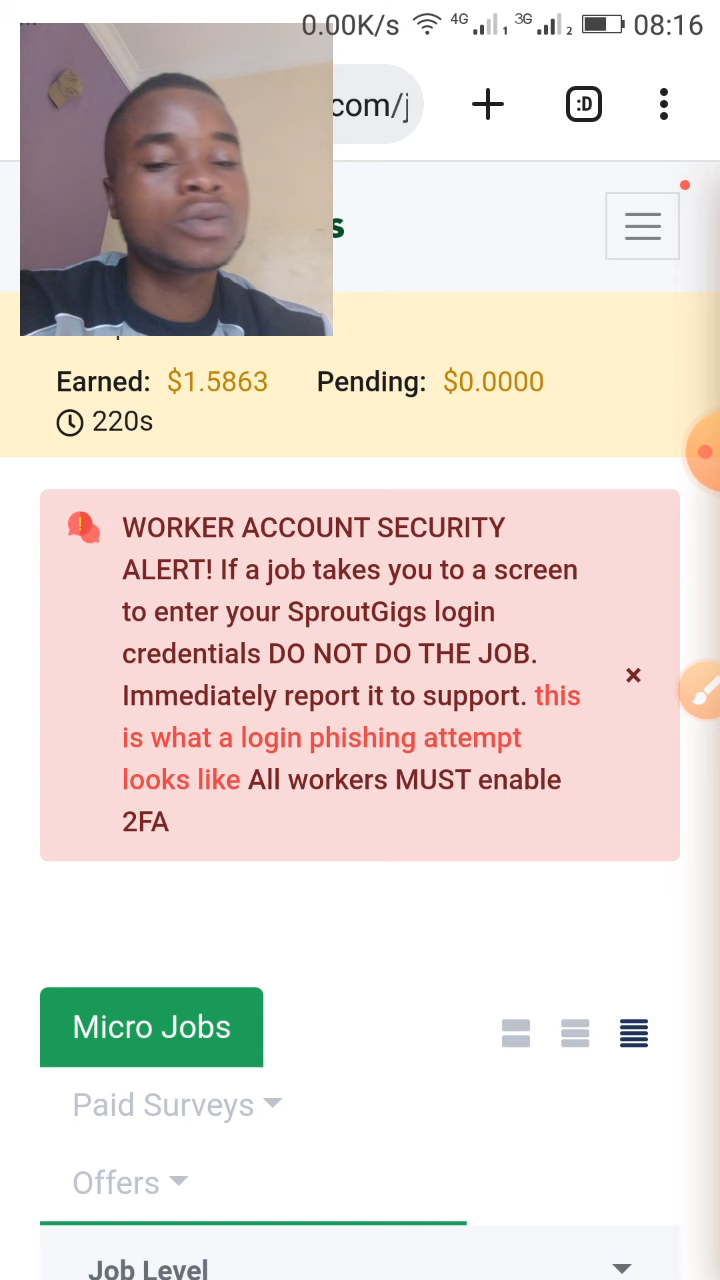 0.00K/s 4G 1 3G 2 08:16
com/j
:D
s
Earned: $1.5863 Pending: $0.0000
220s
WORKER ACCOUNT SECURITY
ALERT! If a job takes you to a screen
to enter your SproutGigs login
credentials DO NOT DO THE JOB.
Immediately report it to support. this
is what a login phishing attempt
looks like All workers MUST enable
2FA
Micro Jobs
Paid Surveys
Offers
Job Level